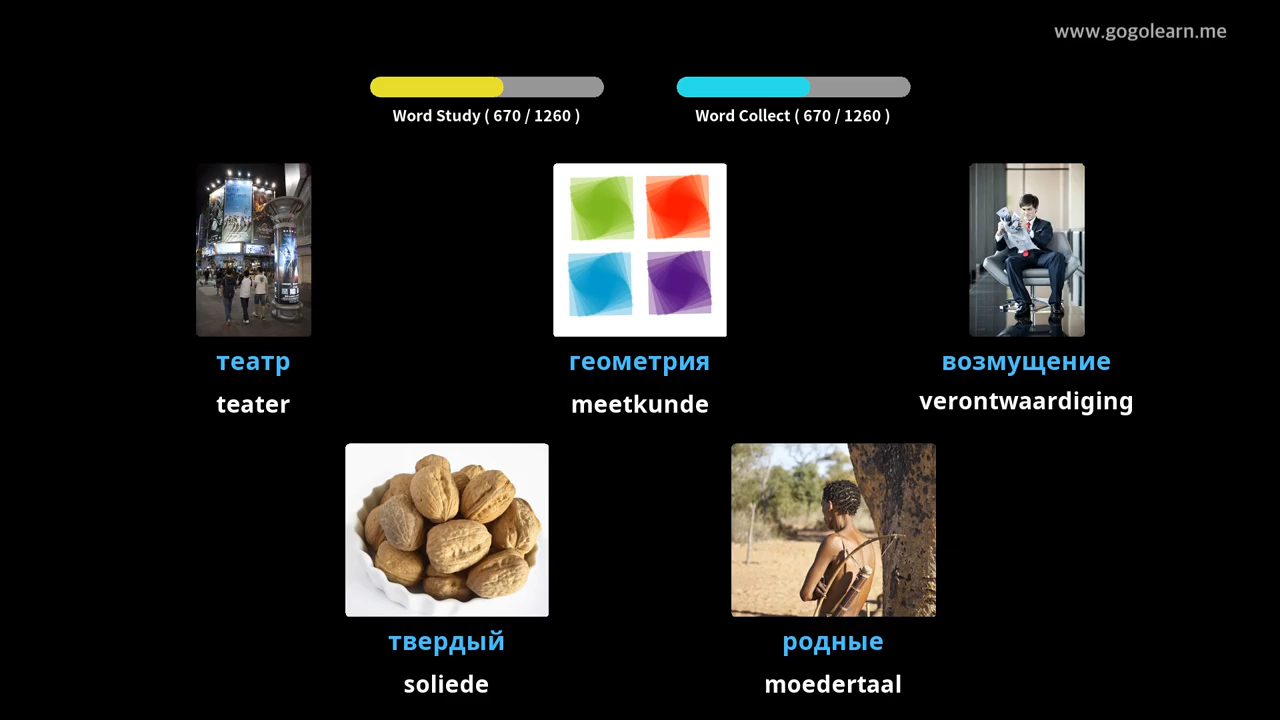 www.gogolearn.me
Word Study ( 670 / 1260 )
Word Collect ( 670 / 1260 )
театр
геометрия
возмущение
teater
meetkunde
verontwaardiging
твердый
родные
soliede
moedertaal